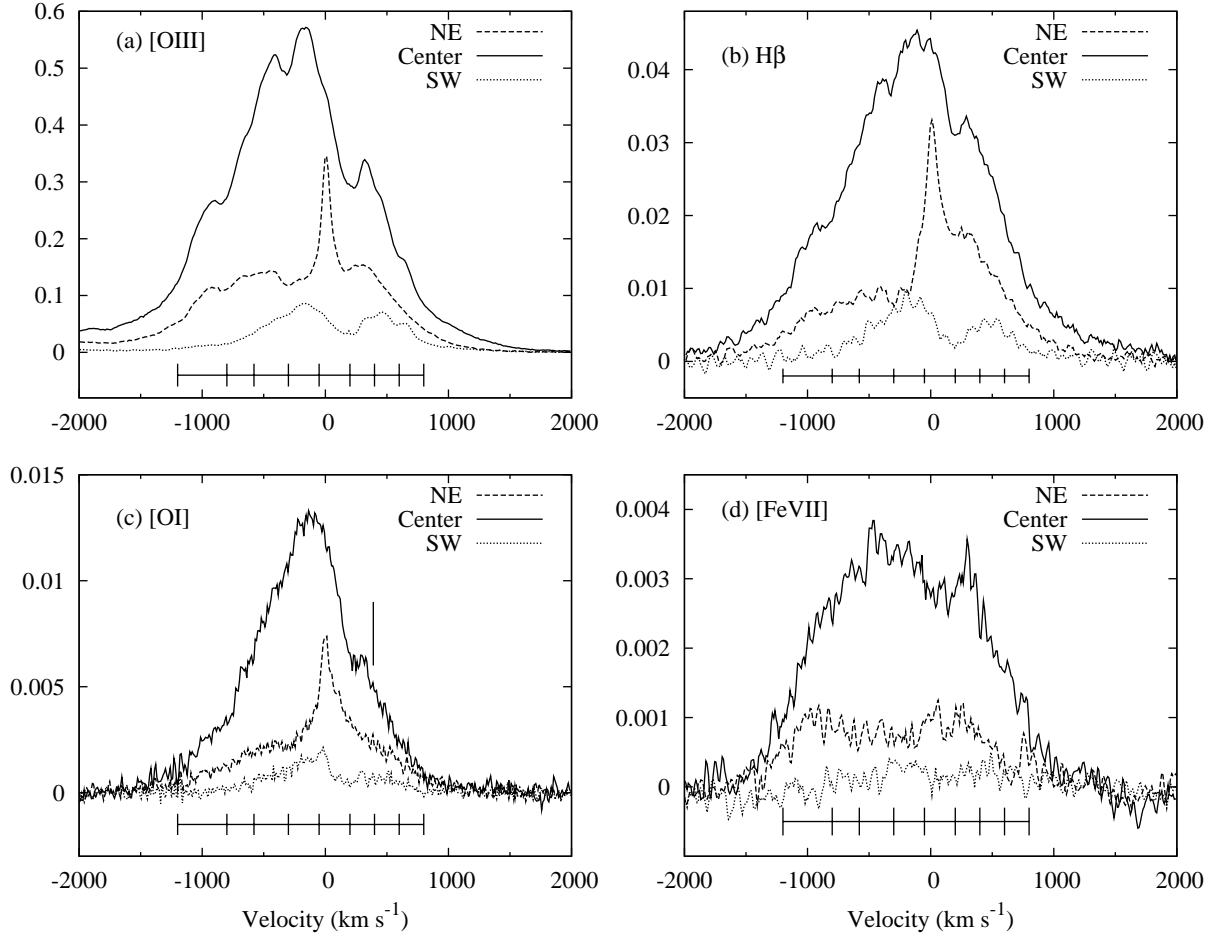 0.6
0.5
0.4
0.3
0.2
0.1
0
(a) [OIII]
NE
Center
SW
-2000 -1000 0 1000 2000
0.04
0.03
0.02
0.01
0
(b) Hβ
NE
Center
SW
-2000 -1000 0 1000 2000
0.015
0.01
0.005
0
(c) [OI]
NE
Center
SW
-2000 -1000 0 1000 2000
Velocity (km s⁻¹)
0.004
0.003
0.002
0.001
0
(d) [FeVII]
NE
Center
SW
-2000 -1000 0 1000 2000
Velocity (km s⁻¹)